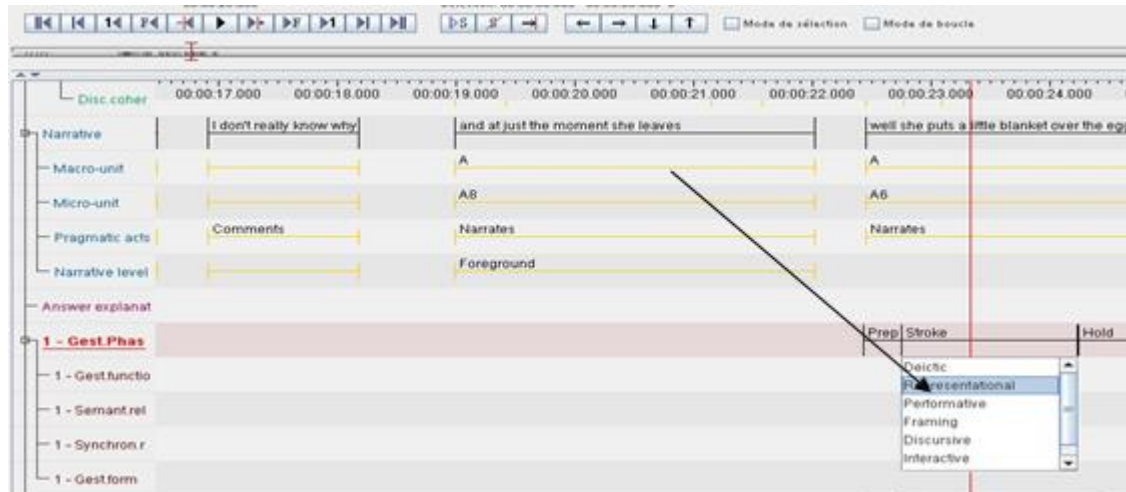 1 F F 1 S S Mode de sélection Mode de boucle
Disc.coher 00:00:17.000 00:00:18.000 00:00:19.000 00:00:20.000 00:00:21.000 00:00:22.000 00:00:23.000 00:00:24.000
Narrative I don't really know why and at just the moment she leaves well she puts a little blanket over the egg
Macro-unit A A
Micro-unit A8 A6
Pragmatic acts Comments Narrates Narrates
Narrative level Foreground
Answer explanat
1 - Gest.Phas Prep Stroke Hold
1 - Gest.functio Deictic
Representational
1 - Semant.rel Performative
Framing
1 - Synchron.r Discursive
Interactive
1 - Gest.form